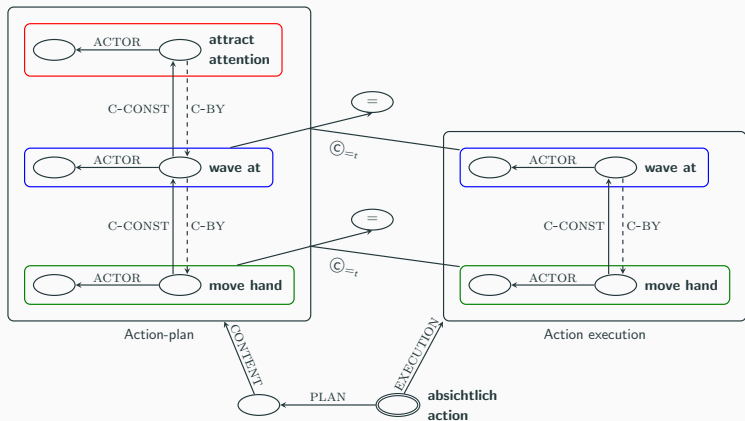 ACTOR
attract
attention
C-CONST
C-BY
=
ACTOR
wave at
©=t
ACTOR
wave at
C-CONST
C-BY
=
C-CONST
C-BY
ACTOR
move hand
©=t
ACTOR
move hand
Action-plan
Action execution
CONTENT
EXECUTION
PLAN
absichtlich
action